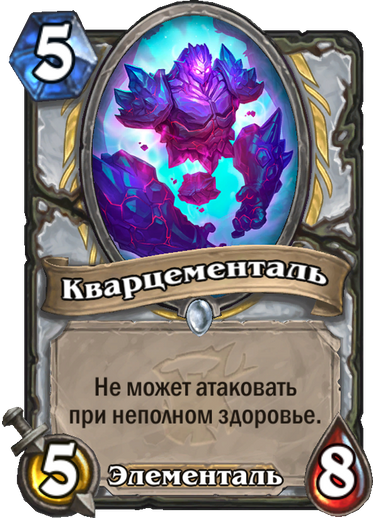 5
Кварцементаль
Не может атаковать
при неполном здоровье.
5
Элементаль
8